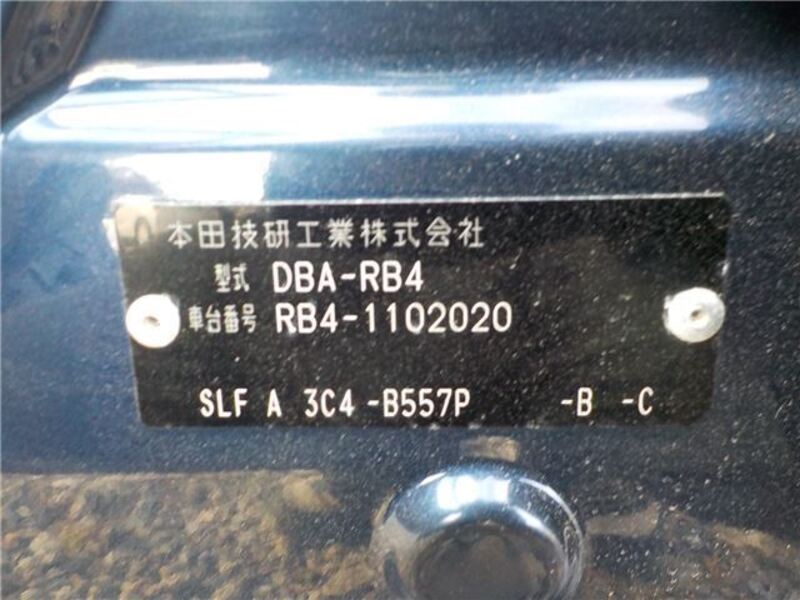 本田技研工業株式会社
型式 DBA-RB4
車台番号 RB4-1102020
SLF A 3C4 -B557P -B -C